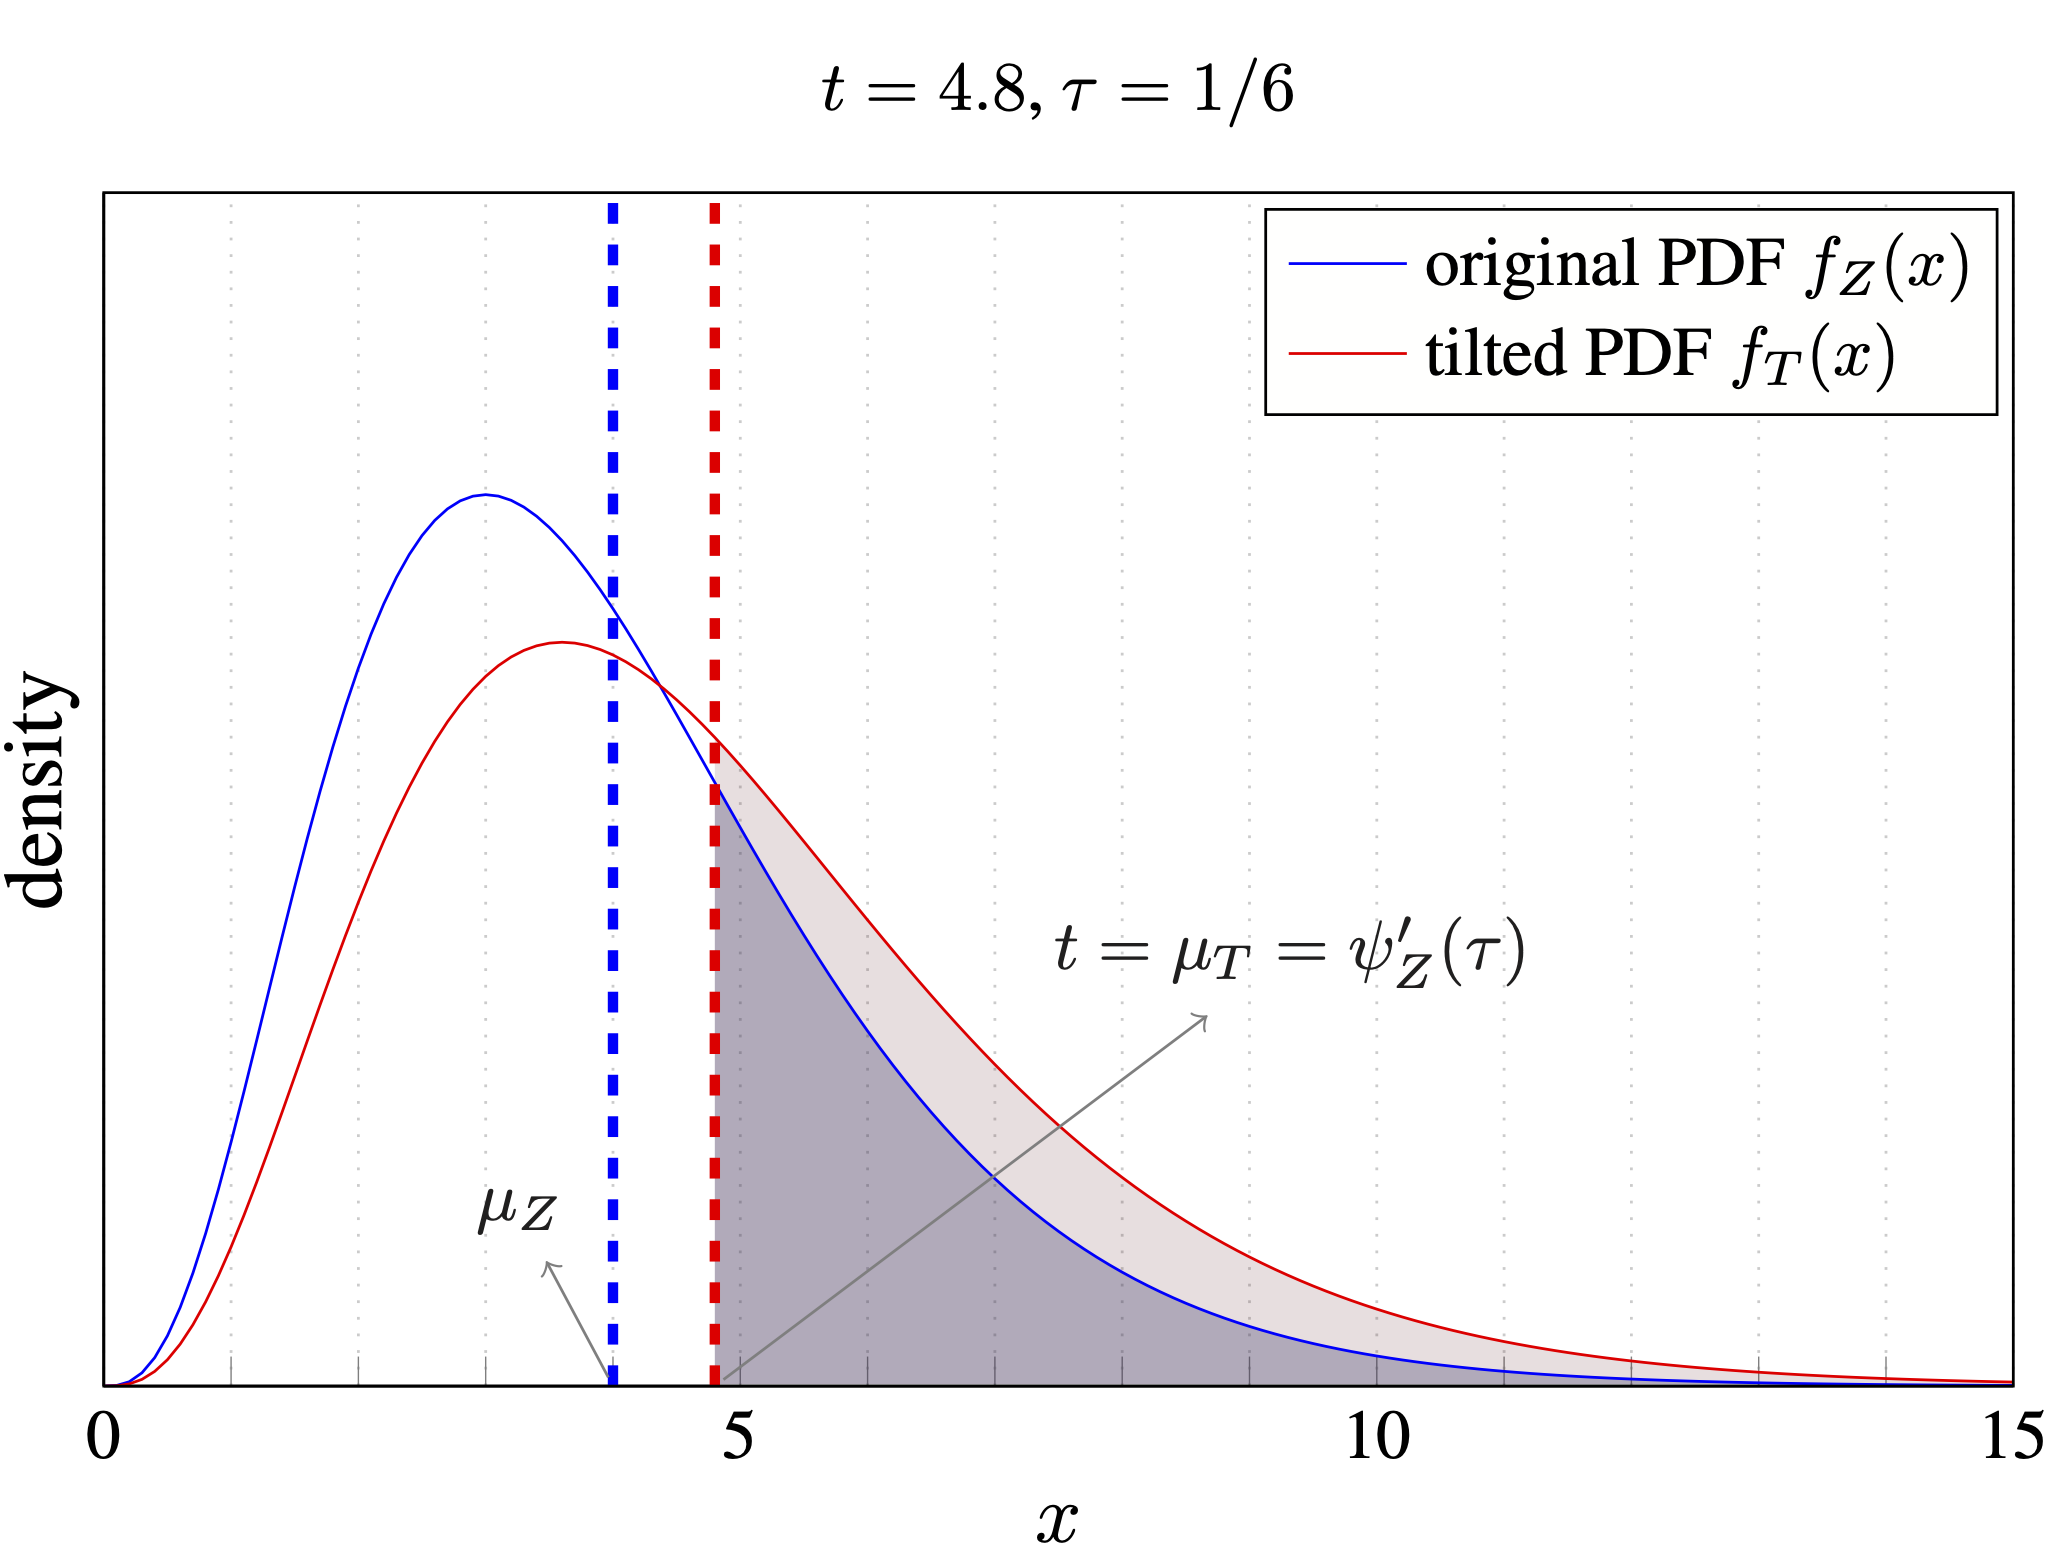 t = 4.8, τ = 1/6
original PDF f_Z(x)
tilted PDF f_T(x)
density
t = μ_T = ψ′_Z(τ)
μ_Z
0 5 10 15
x